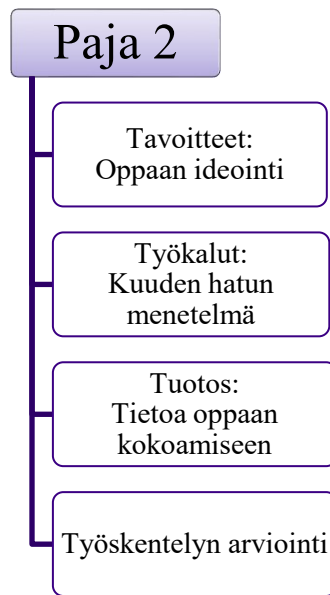 Paja 2
Tavoitteet:
Oppaan ideointi
Työkalut:
Kuuden hatun
menetelmä
Tuotos:
Tietoa oppaan
kokoamiseen
Työskentelyn arviointi